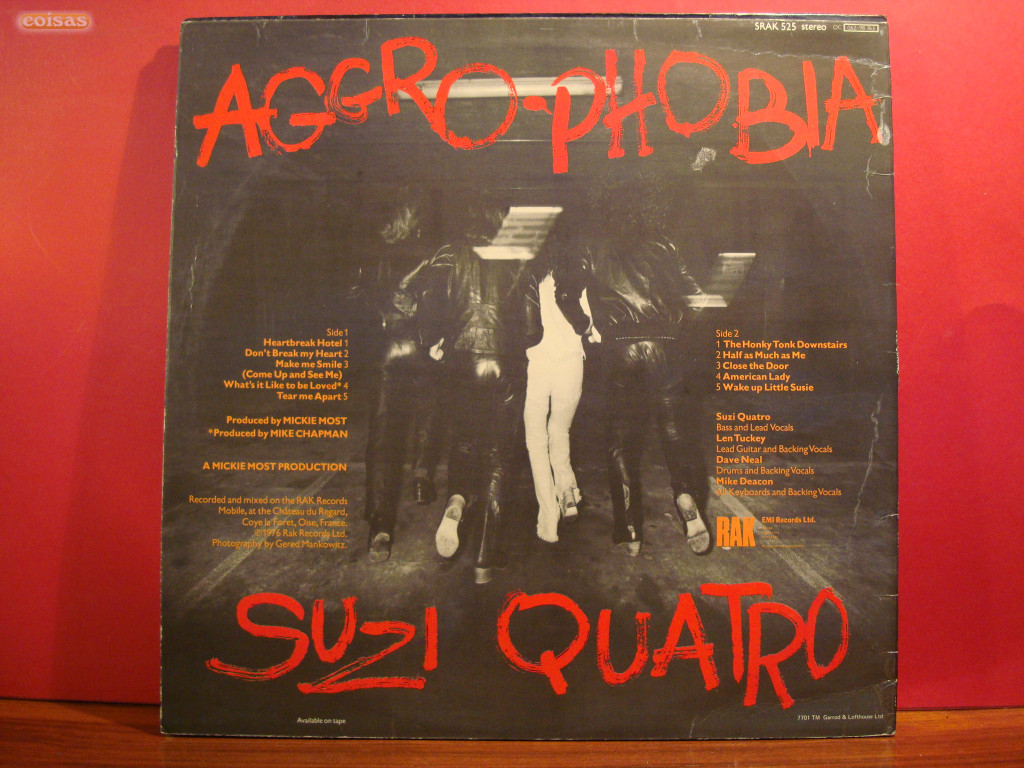 coisas
SRAK 525 stereo OC
AGGRO-PHOBIA
Side 1
Heartbreak Hotel 1
Don't Break my Heart 2
Make me Smile 3
(Come Up and See Me)
What's it Like to be Loved* 4
Tear me Apart 5
Produced by MICKIE MOST
*Produced by MIKE CHAPMAN
A MICKIE MOST PRODUCTION
Recorded and mixed on the RAK Records
Mobile, at the Château du Regard,
Coye la Foret, Oise, France.
℗1976 Rak Records Ltd.
Photography by Gered Mankowitz.
Side 2
1 The Honky Tonk Downstairs
2 Half as Much as Me
3 Close the Door
4 American Lady
5 Wake up Little Susie
Suzi Quatro
Bass and Lead Vocals
Len Tuckey
Lead Guitar and Backing Vocals
Dave Neal
Drums and Backing Vocals
Mike Deacon
All Keyboards and Backing Vocals
RAK EMI Records Ltd.
SUZI QUATRO
Available on tape
7701 TM Garrod & Lofthouse Ltd